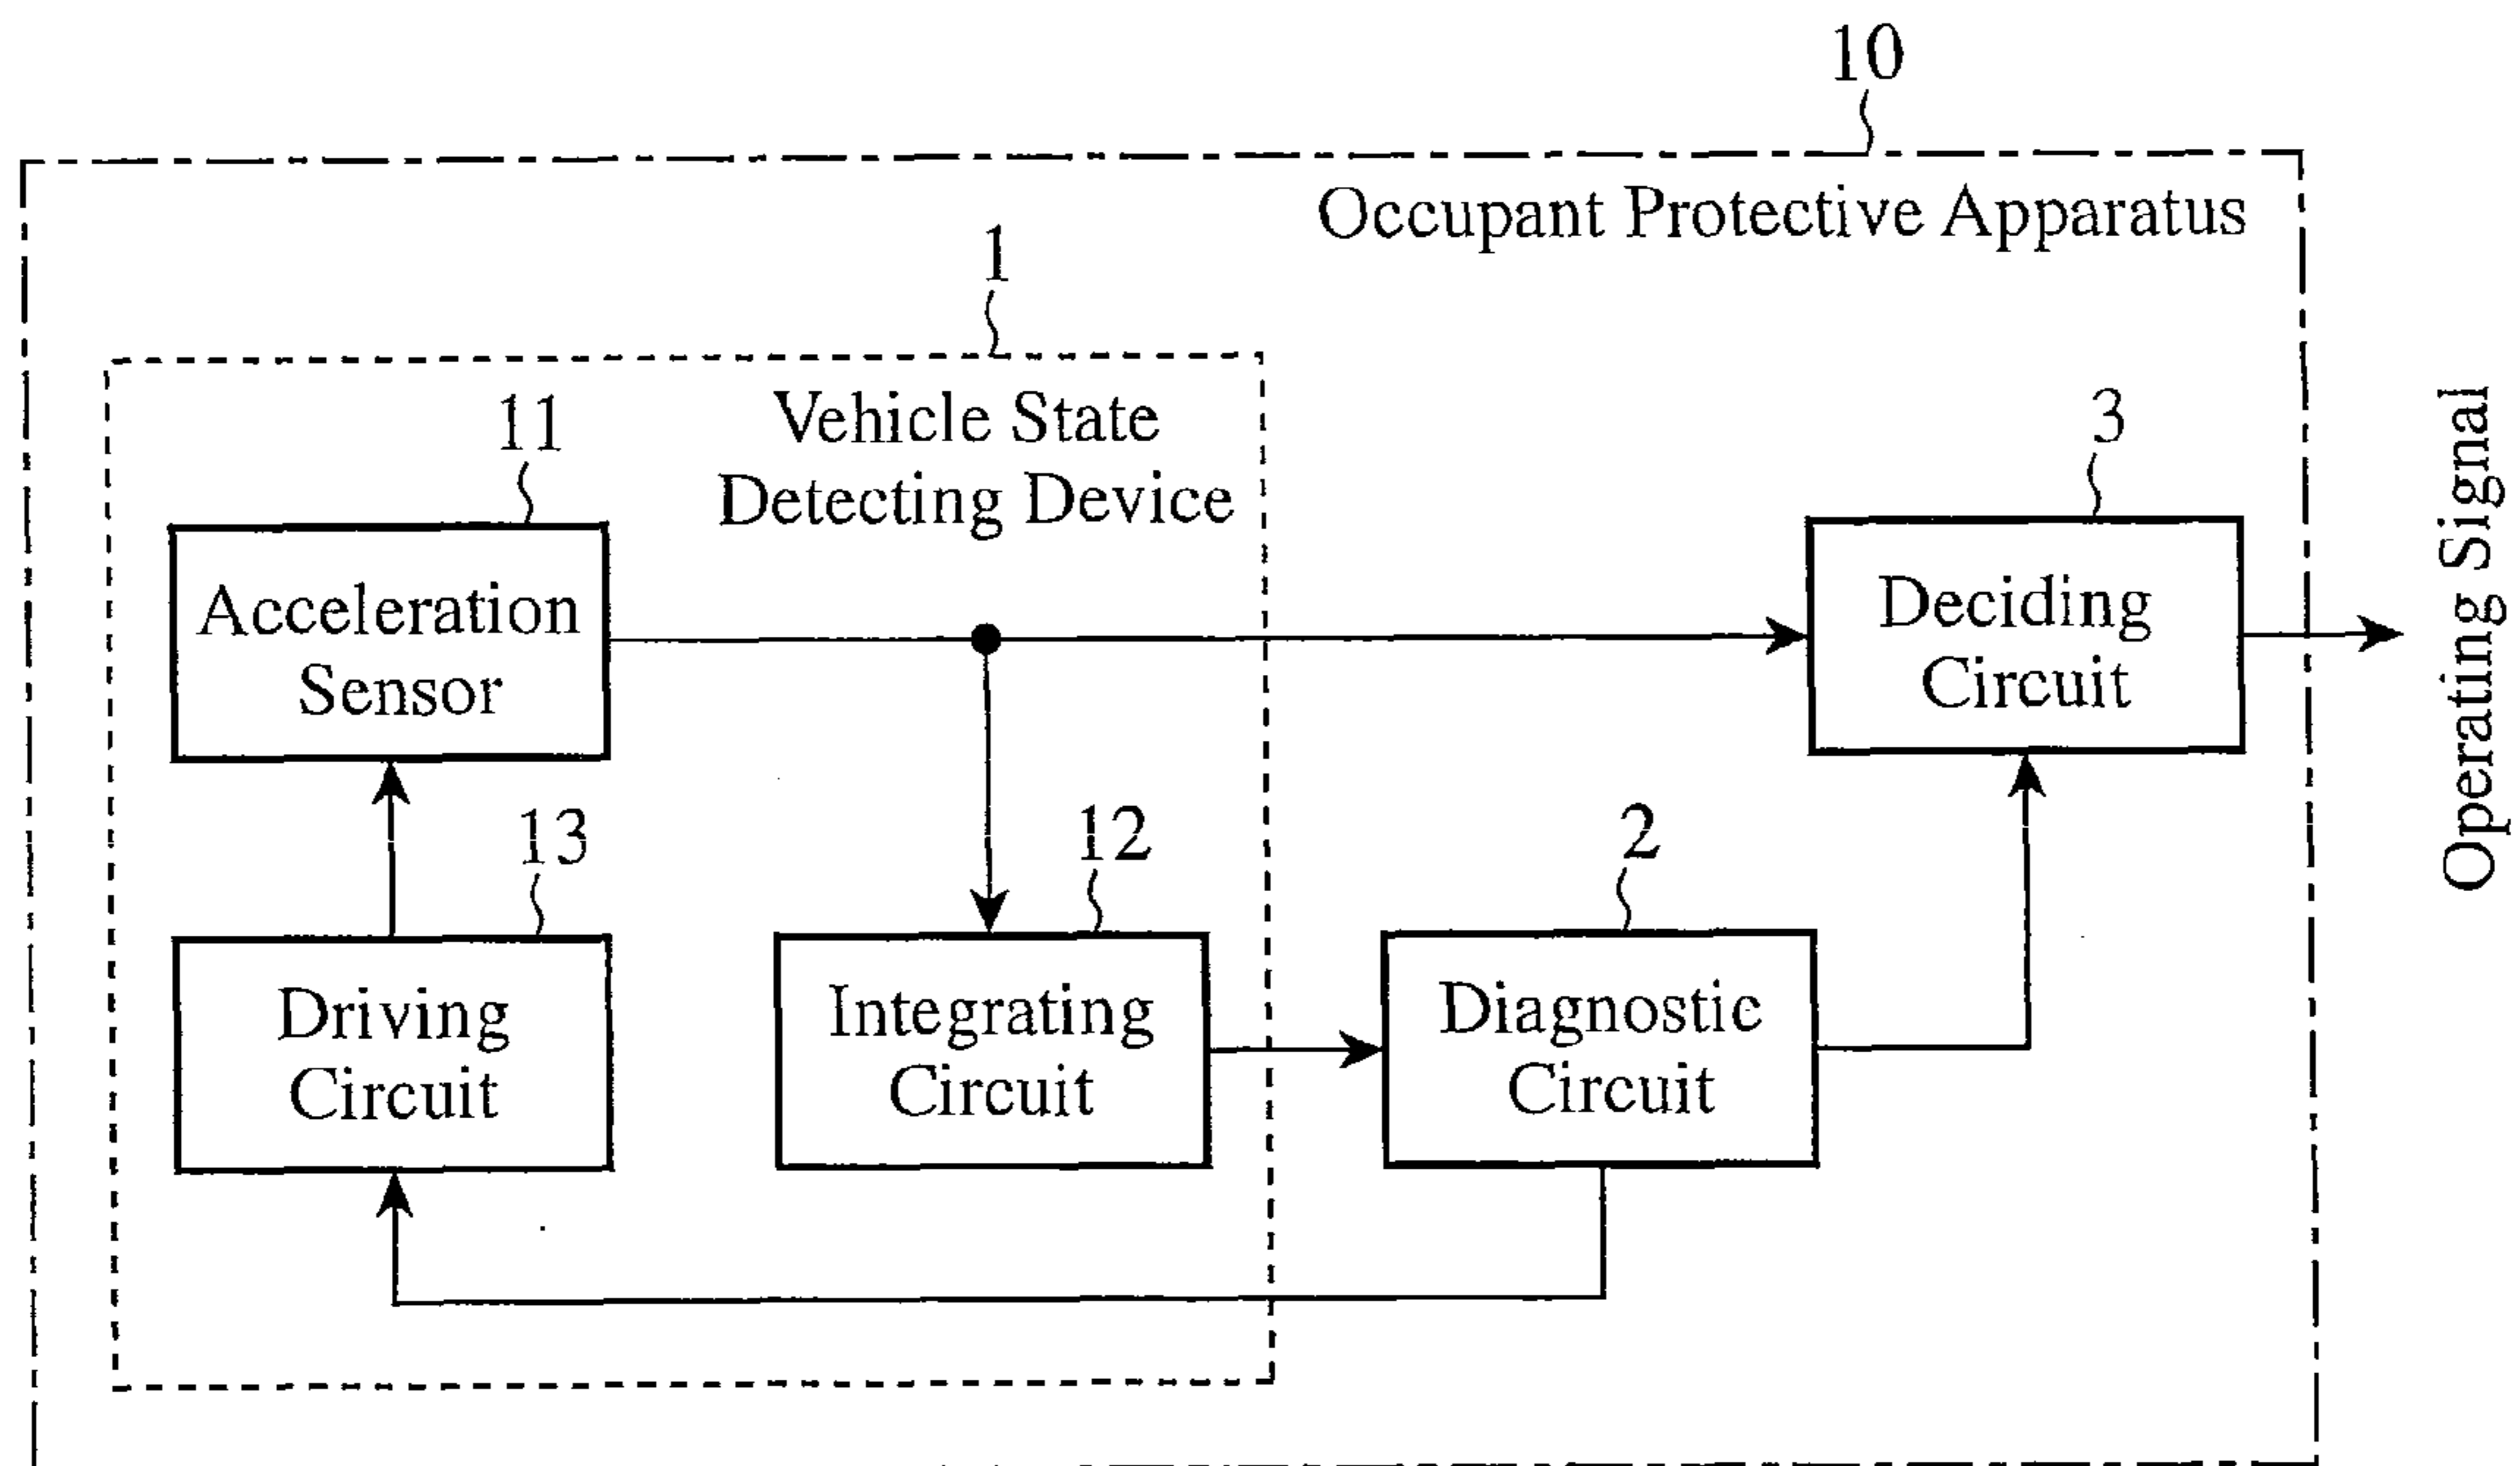 10
Occupant Protective Apparatus
1
Vehicle State
Detecting Device
11
Acceleration
Sensor
3
Deciding
Circuit
Operating Signal
13
Driving
Circuit
12
Integrating
Circuit
2
Diagnostic
Circuit